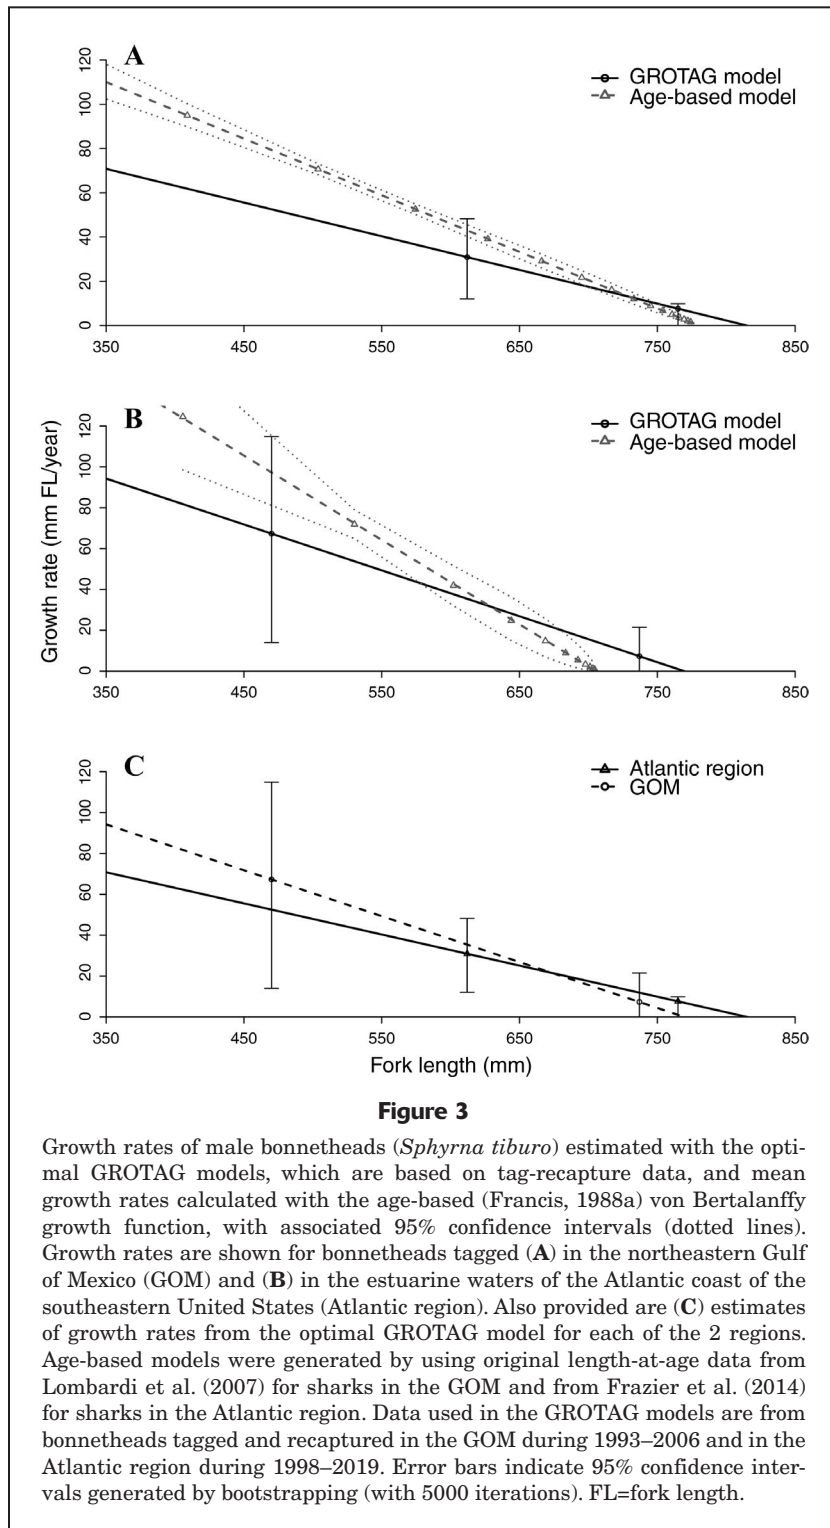 A
GROTAG model
Age-based model
120
100
80
60
40
20
0
350
450
550
650
750
850
B
GROTAG model
Age-based model
Growth rate (mm FL/year)
120
100
80
60
40
20
0
350
450
550
650
750
850
C
Atlantic region
GOM
120
100
80
60
40
20
0
350
450
550
650
750
850
Fork length (mm)
Figure 3
Growth rates of male bonnetheads (Sphyrna tiburo) estimated with the opti-
mal GROTAG models, which are based on tag-recapture data, and mean
growth rates calculated with the age-based (Francis, 1988a) von Bertalanffy
growth function, with associated 95% confidence intervals (dotted lines).
Growth rates are shown for bonnetheads tagged (A) in the northeastern Gulf
of Mexico (GOM) and (B) in the estuarine waters of the Atlantic coast of the
southeastern United States (Atlantic region). Also provided are (C) estimates
of growth rates from the optimal GROTAG model for each of the 2 regions.
Age-based models were generated by using original length-at-age data from
Lombardi et al. (2007) for sharks in the GOM and from Frazier et al. (2014)
for sharks in the Atlantic region. Data used in the GROTAG models are from
bonnetheads tagged and recaptured in the GOM during 1993–2006 and in the
Atlantic region during 1998–2019. Error bars indicate 95% confidence inter-
vals generated by bootstrapping (with 5000 iterations). FL=fork length.